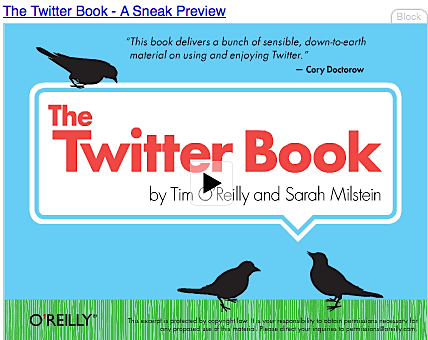 The Twitter Book - A Sneak Preview
Block
"This book delivers a bunch of sensible, down-to-earth
material on using and enjoying Twitter."
— Cory Doctorow
The
Twitter Book
by Tim O'Reilly and Sarah Milstein
O'REILLY®
This excerpt is protected by copyright law. It is your responsibility to obtain permissions necessary for
any proposed use of this material. Please direct your inquiries to permissions@oreilly.com.